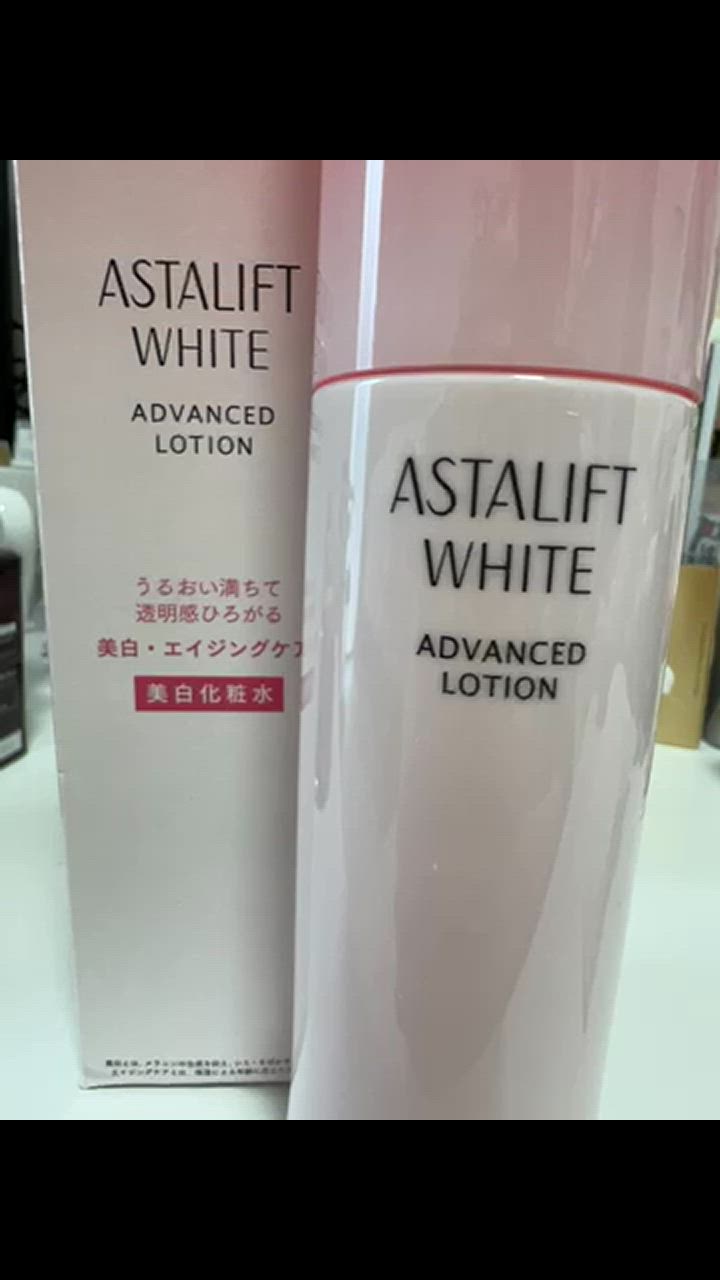 ASTALIFT
WHITE
ADVANCED
LOTION
うるおい満ちて
透明感ひろがる
美白・エイジングケア
美白化粧水
ASTALIFT
WHITE
ADVANCED
LOTION